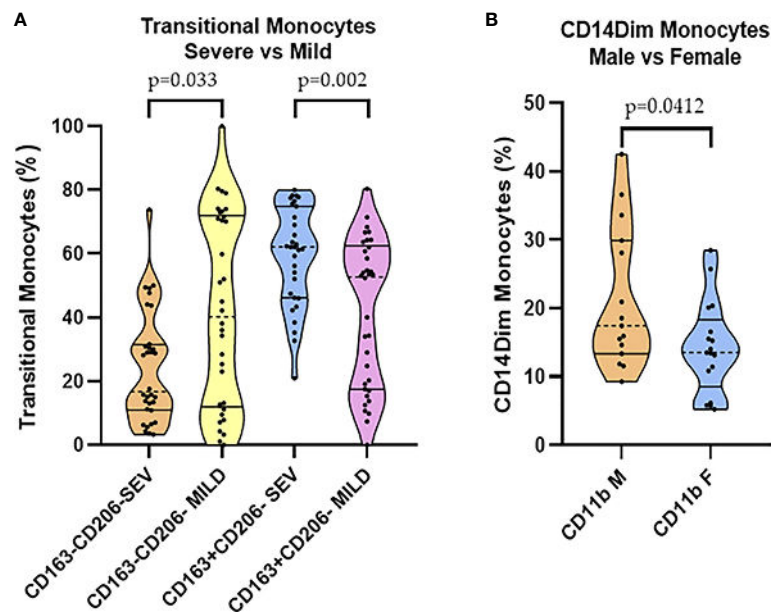 A
Transitional Monocytes
Severe vs Mild
p=0.033
p=0.002
Transitional Monocytes (%)
100
80
60
40
20
0
CD163-CD206-SEV
CD163-CD206- MILD
CD163+CD206- SEV
CD163+CD206- MILD
B
CD14Dim Monocytes
Male vs Female
p=0.0412
CD14Dim Monocytes (%)
50
40
30
20
10
0
CD11b M
CD11b F